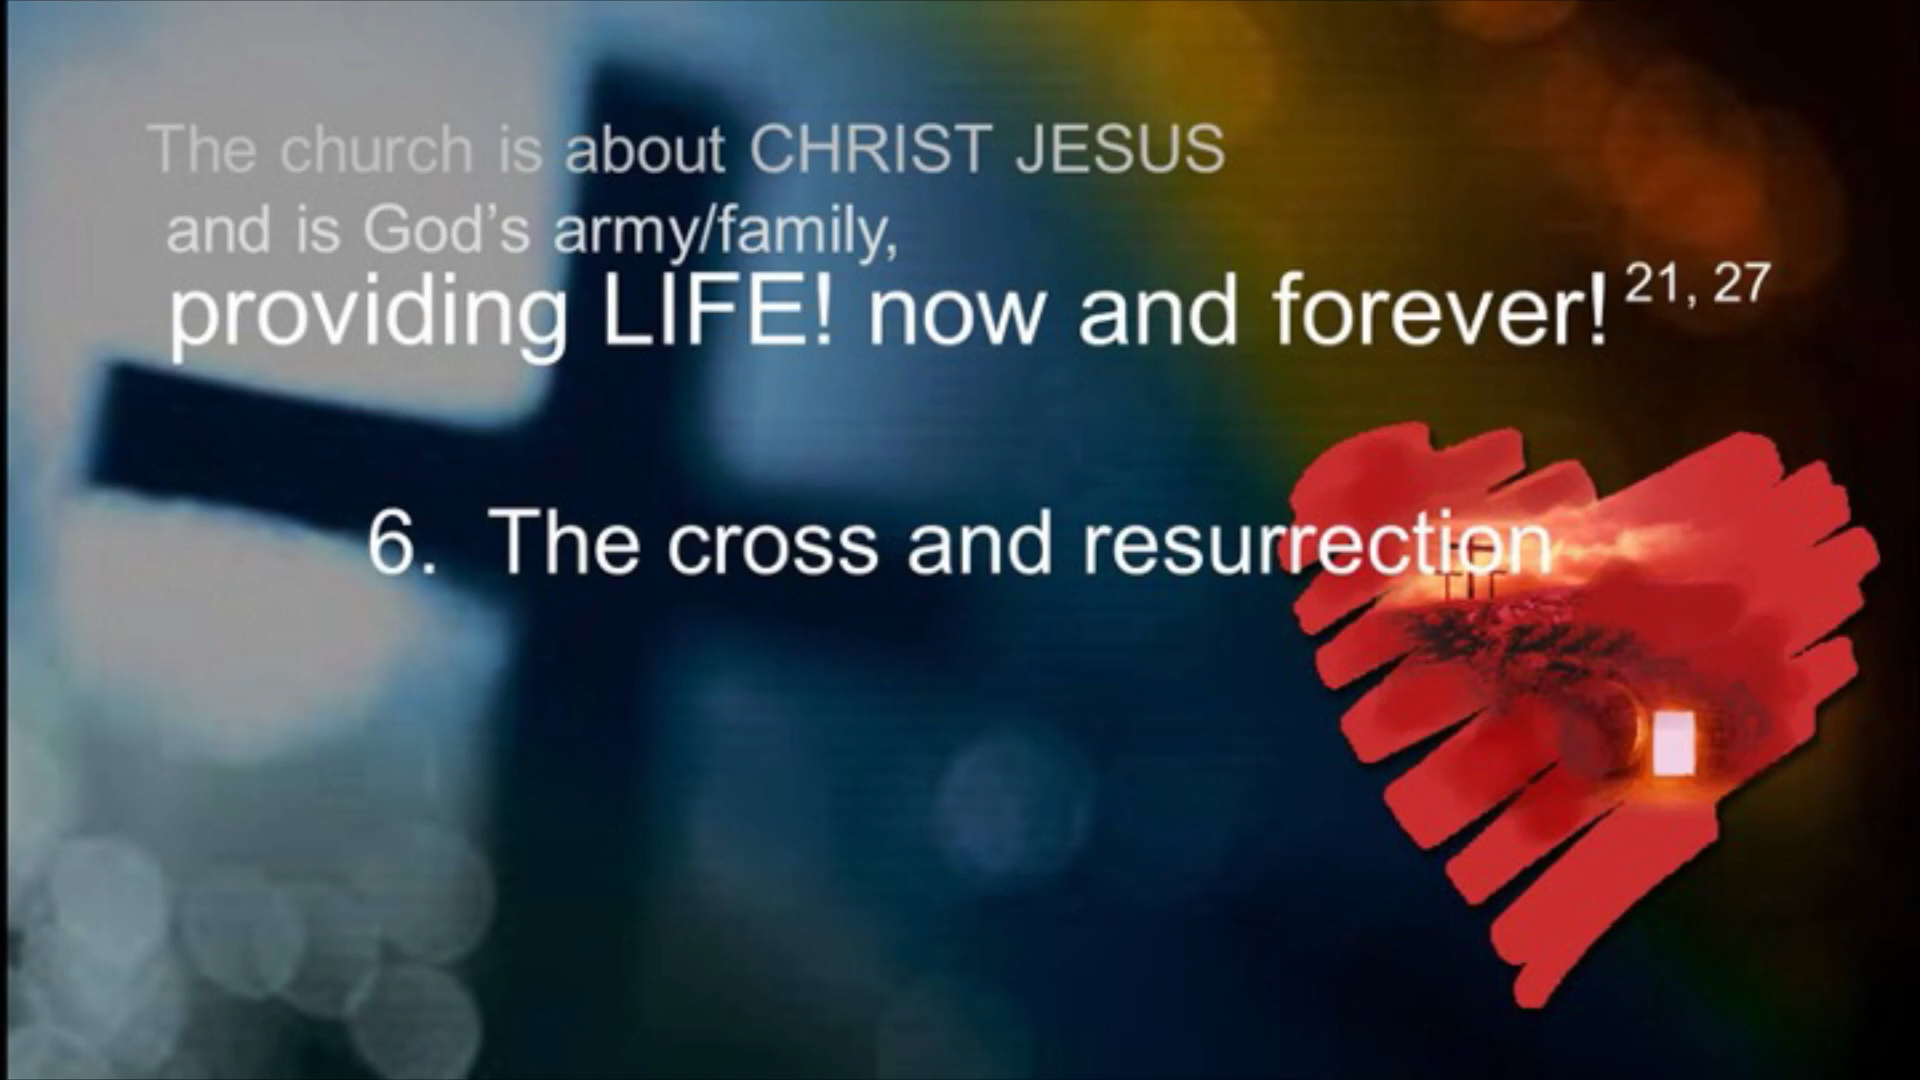 The church is about CHRIST JESUS
and is God’s army/family,
providing LIFE! now and forever! 21, 27
6. The cross and resurrection